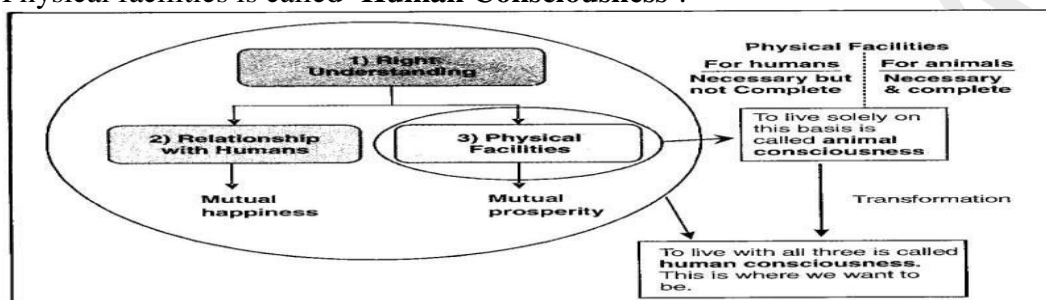 Physical facilities is called "Human Consciousness".
1) Right
Understanding
2) Relationship
with Humans
3) Physical
Facilities
Mutual
happiness
Mutual
prosperity
Physical Facilities
For humans
Necessary but
not Complete
For animals
Necessary
& complete
To live solely on
this basis is
called animal
consciousness
Transformation
To live with all three is called
human consciousness.
This is where we want to
be.